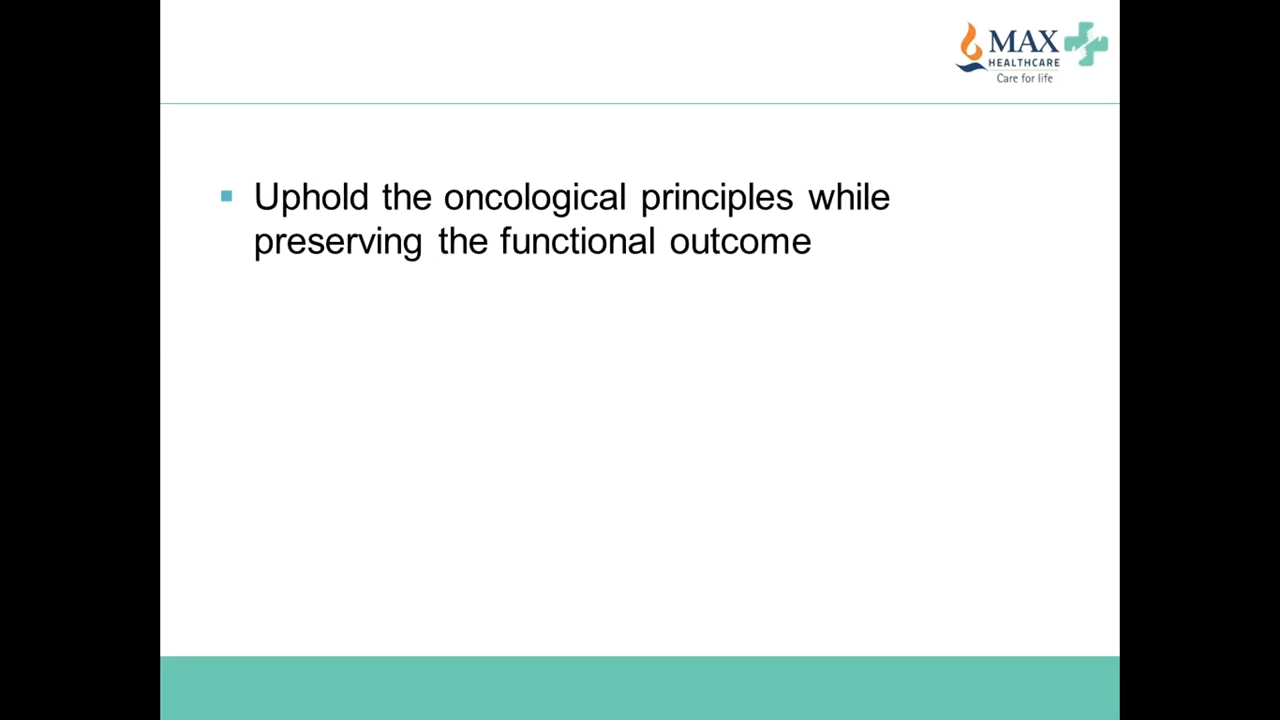 MAX
HEALTHCARE
Care for life
Uphold the oncological principles while
preserving the functional outcome